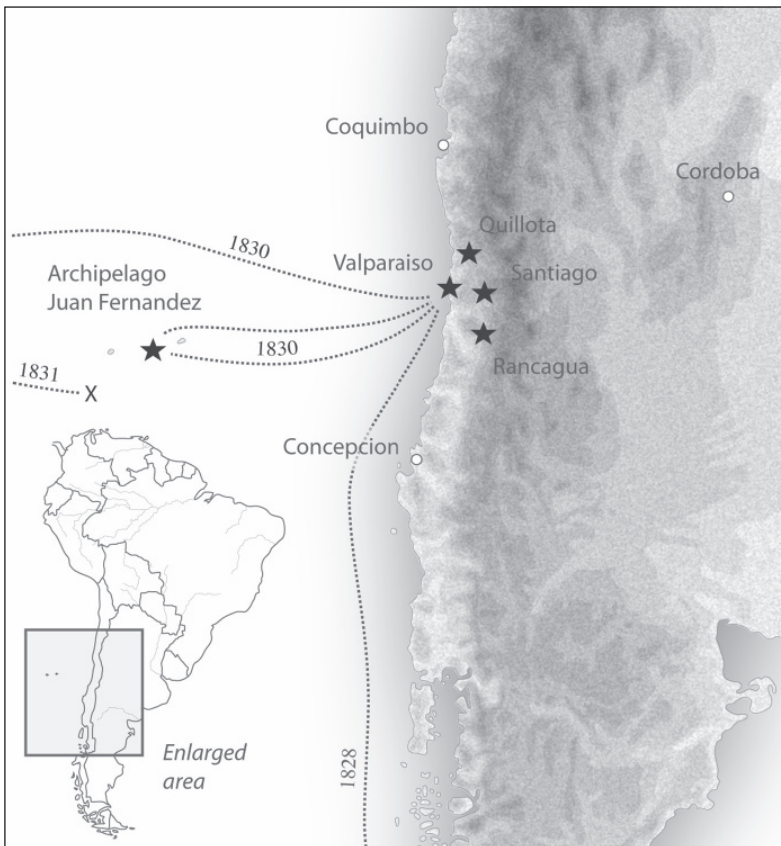 Coquimbo
Cordoba
1830
Quillota
Valparaiso
Santiago
Archipelago
Juan Fernandez
1830
Rancagua
1831
X
Concepcion
1828
Enlarged
area